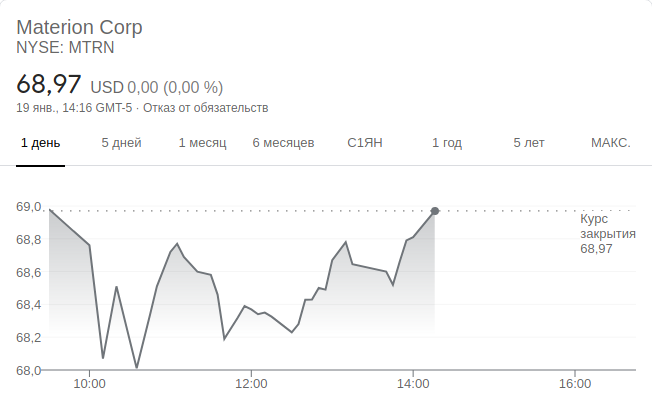 Materion Corp
NYSE: MTRN
68,97 USD 0,00 (0,00 %)
19 янв., 14:16 GMT-5 · Отказ от обязательств
1 день 5 дней 1 месяц 6 месяцев С1ЯН 1 год 5 лет МАКС.
69,0
Курс
закрытия
68,8
68,97
68,6
68,4
68,2
68,0
10:00 12:00 14:00 16:00